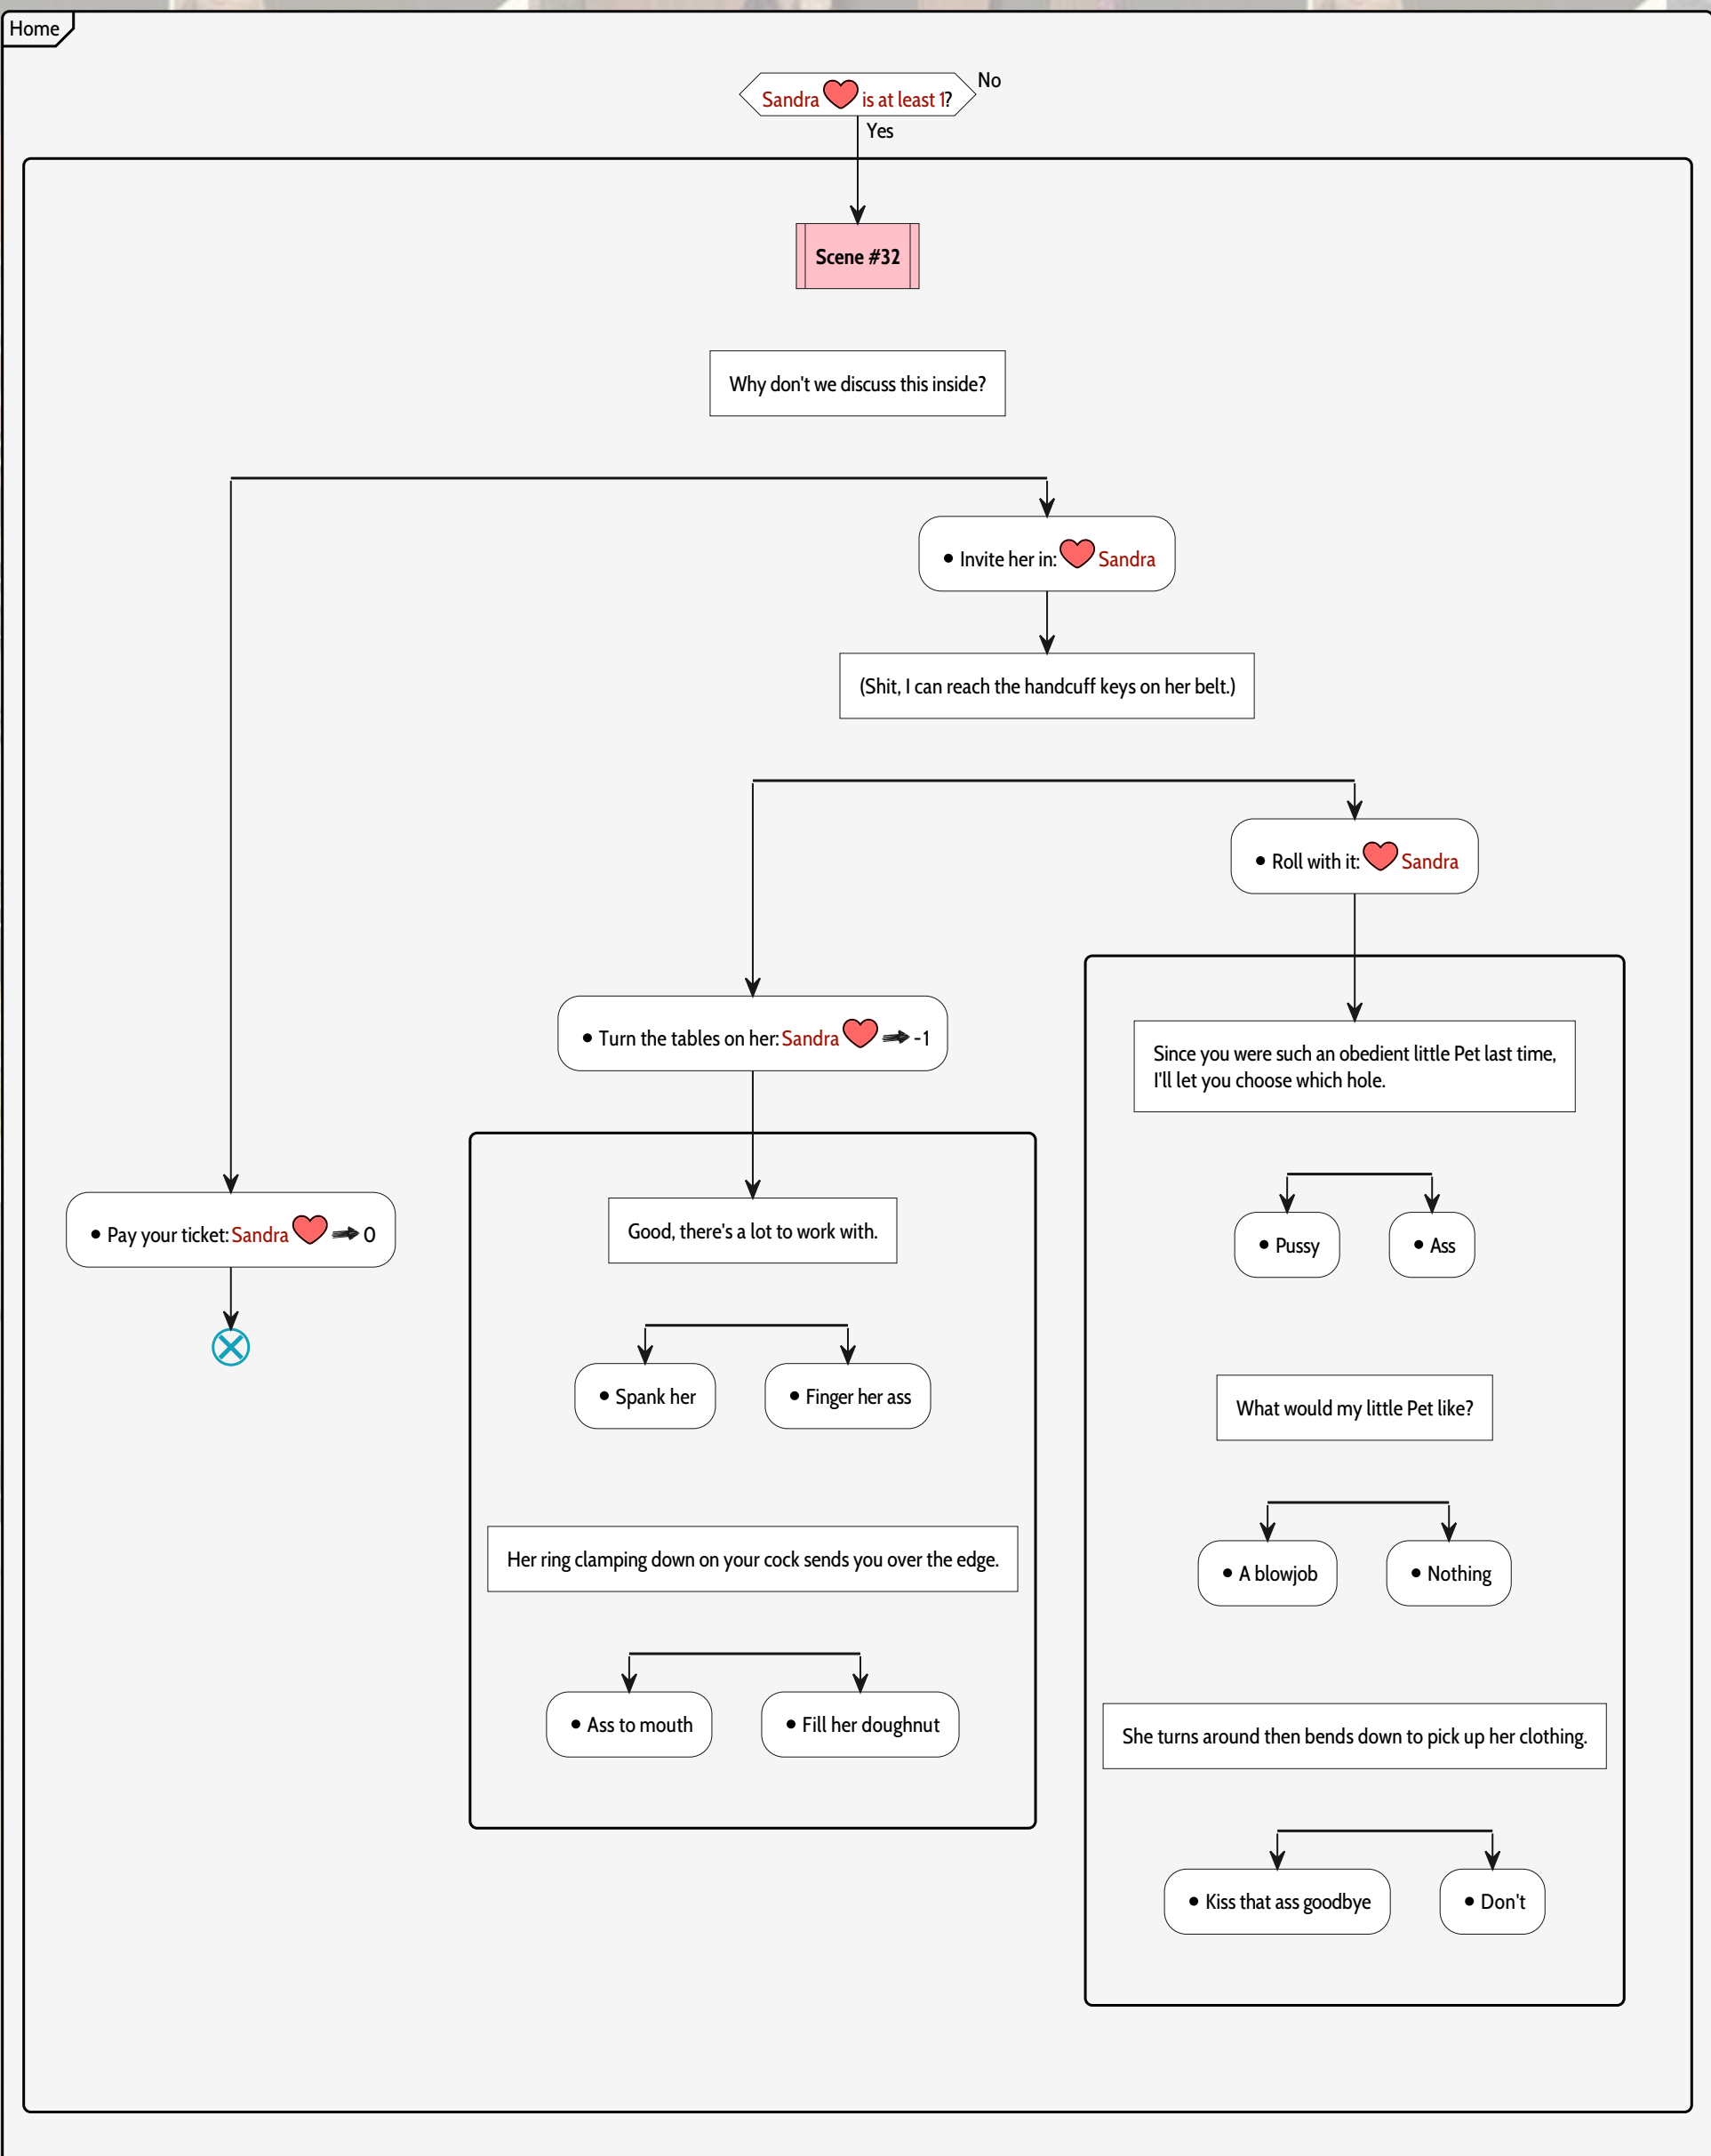 Home
Sandra is at least 1?
No
Yes
Scene #32
Why don't we discuss this inside?
• Invite her in: Sandra
(Shit, I can reach the handcuff keys on her belt.)
• Roll with it: Sandra
• Turn the tables on her: Sandra -1
Since you were such an obedient little Pet last time,
I'll let you choose which hole.
• Pay your ticket: Sandra 0
Good, there's a lot to work with.
• Pussy
• Ass
• Spank her
• Finger her ass
What would my little Pet like?
Her ring clamping down on your cock sends you over the edge.
• A blowjob
• Nothing
• Ass to mouth
• Fill her doughnut
She turns around then bends down to pick up her clothing.
• Kiss that ass goodbye
• Don't